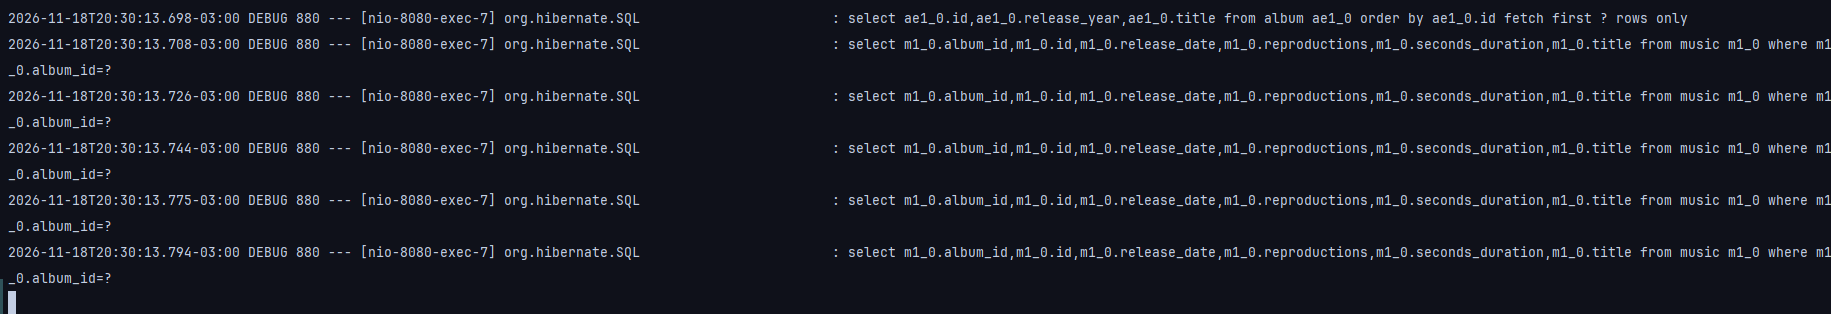 2026-11-18T20:30:13.698-03:00 DEBUG 880 --- [nio-8080-exec-7] org.hibernate.SQL                        : select ae1_0.id,ae1_0.release_year,ae1_0.title from album ae1_0 order by ae1_0.id fetch first ? rows only
2026-11-18T20:30:13.708-03:00 DEBUG 880 --- [nio-8080-exec-7] org.hibernate.SQL                        : select m1_0.album_id,m1_0.id,m1_0.release_date,m1_0.reproductions,m1_0.seconds_duration,m1_0.title from music m1_0 where m1
_0.album_id=?
2026-11-18T20:30:13.726-03:00 DEBUG 880 --- [nio-8080-exec-7] org.hibernate.SQL                        : select m1_0.album_id,m1_0.id,m1_0.release_date,m1_0.reproductions,m1_0.seconds_duration,m1_0.title from music m1_0 where m1
_0.album_id=?
2026-11-18T20:30:13.744-03:00 DEBUG 880 --- [nio-8080-exec-7] org.hibernate.SQL                        : select m1_0.album_id,m1_0.id,m1_0.release_date,m1_0.reproductions,m1_0.seconds_duration,m1_0.title from music m1_0 where m1
_0.album_id=?
2026-11-18T20:30:13.775-03:00 DEBUG 880 --- [nio-8080-exec-7] org.hibernate.SQL                        : select m1_0.album_id,m1_0.id,m1_0.release_date,m1_0.reproductions,m1_0.seconds_duration,m1_0.title from music m1_0 where m1
_0.album_id=?
2026-11-18T20:30:13.794-03:00 DEBUG 880 --- [nio-8080-exec-7] org.hibernate.SQL                        : select m1_0.album_id,m1_0.id,m1_0.release_date,m1_0.reproductions,m1_0.seconds_duration,m1_0.title from music m1_0 where m1
_0.album_id=?